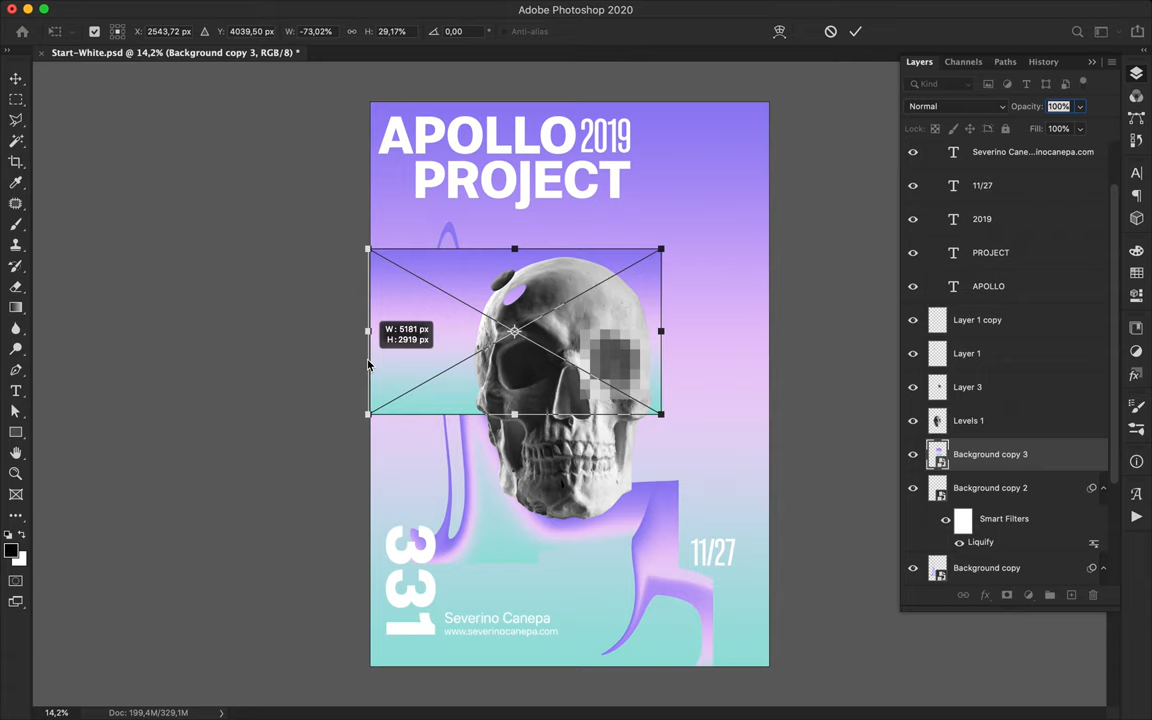 Adobe Photoshop 2020
X: 2543,72 px Y: 4039,50 px W: -73,02% H: 29,17% 0,00 ° Anti-alias
Start-White.psd @ 14,2% (Background copy 3, RGB/8) *
Layers Channels Paths History
Kind
Normal Opacity: 100%
Lock: Fill: 100%
Severino Cane...inocanepa.com
11/27
2019
PROJECT
APOLLO
Layer 1 copy
Layer 1
Layer 3
Levels 1
Background copy 3
Background copy 2
Smart Filters
Liquify
Background copy
APOLLO 2019
PROJECT
W: 5181 px
H: 2919 px
331
11/27
Severino Canepa
www.severinocanepa.com
14,2% Doc: 199,4M/329,1M